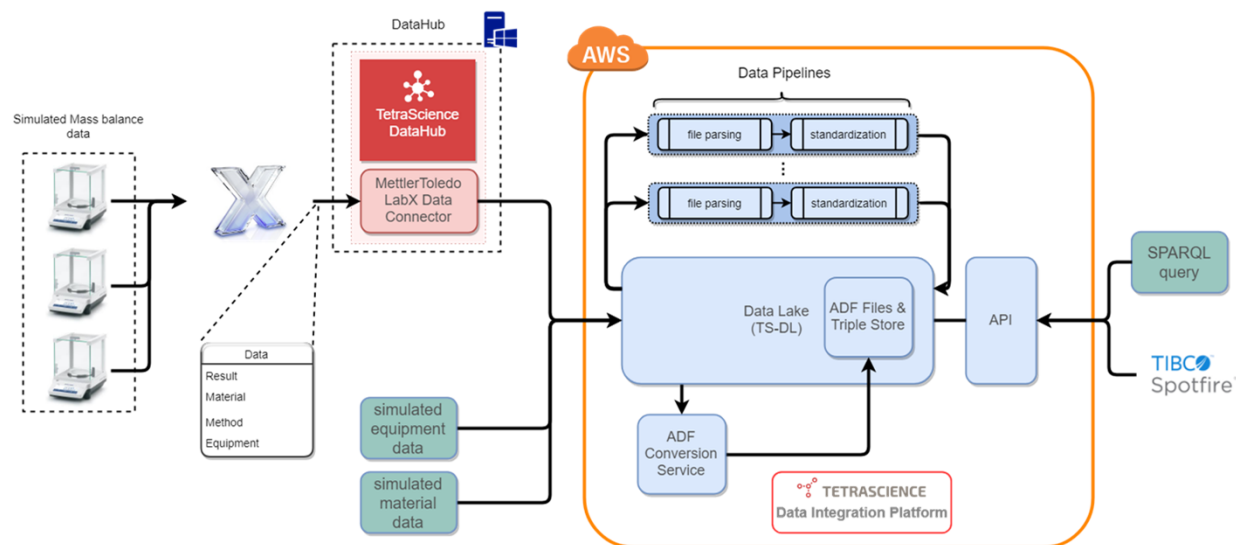 Simulated Mass balance
data
DataHub
TetraScience
DataHub
MettlerToledo
LabX Data
Connector
Data
Result
Material
Method
Equipment
simulated
equipment
data
simulated
material
data
AWS
Data Pipelines
file parsing
standardization
file parsing
standardization
Data Lake
(TS-DL)
ADF Files &
Triple Store
API
ADF
Conversion
Service
TETRASCIENCE
Data Integration Platform
SPARQL
query
TIBCO
Spotfire